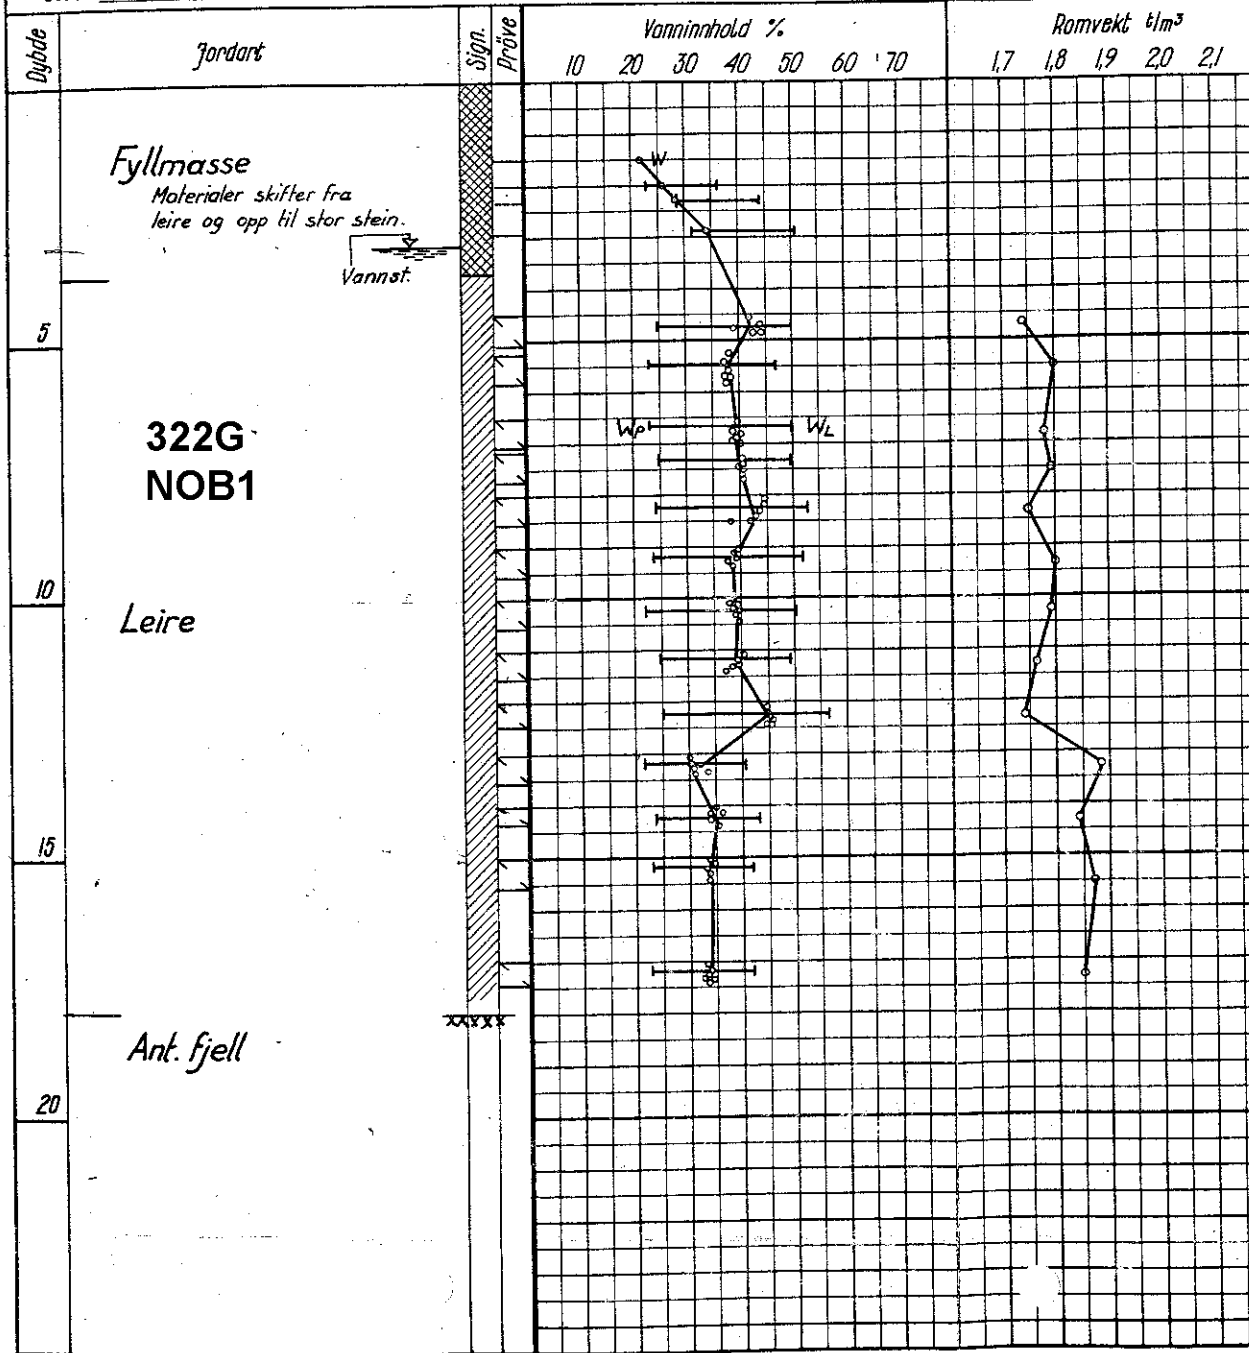 Dybde
Jordart
Sign.
Pröve
Vanninnhold %
10 20 30 40 50 60 70
Romvekt t/m³
1,7 1,8 1,9 2,0 2,1
Fyllmasse
Materialer skifter fra
leire og opp til stor stein.
Vannst.
W
5
322G
NOB1
Wp
WL
10
Leire
15
Ant. fjell
20